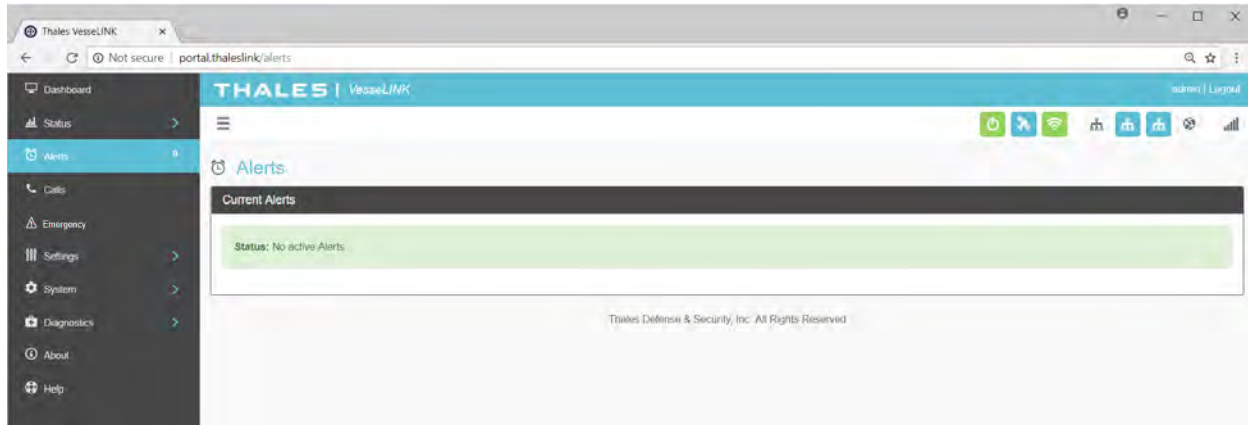 Thales VesseLINK
Not secure | portal.thaleslink/alerts
Dashboard
THALES | VesseLINK
admin | Logout
Status
Alerts
Alerts
Calls
Current Alerts
Emergency
Status: No active Alerts
Settings
System
Thales Defense & Security, Inc. All Rights Reserved
Diagnostics
About
Help